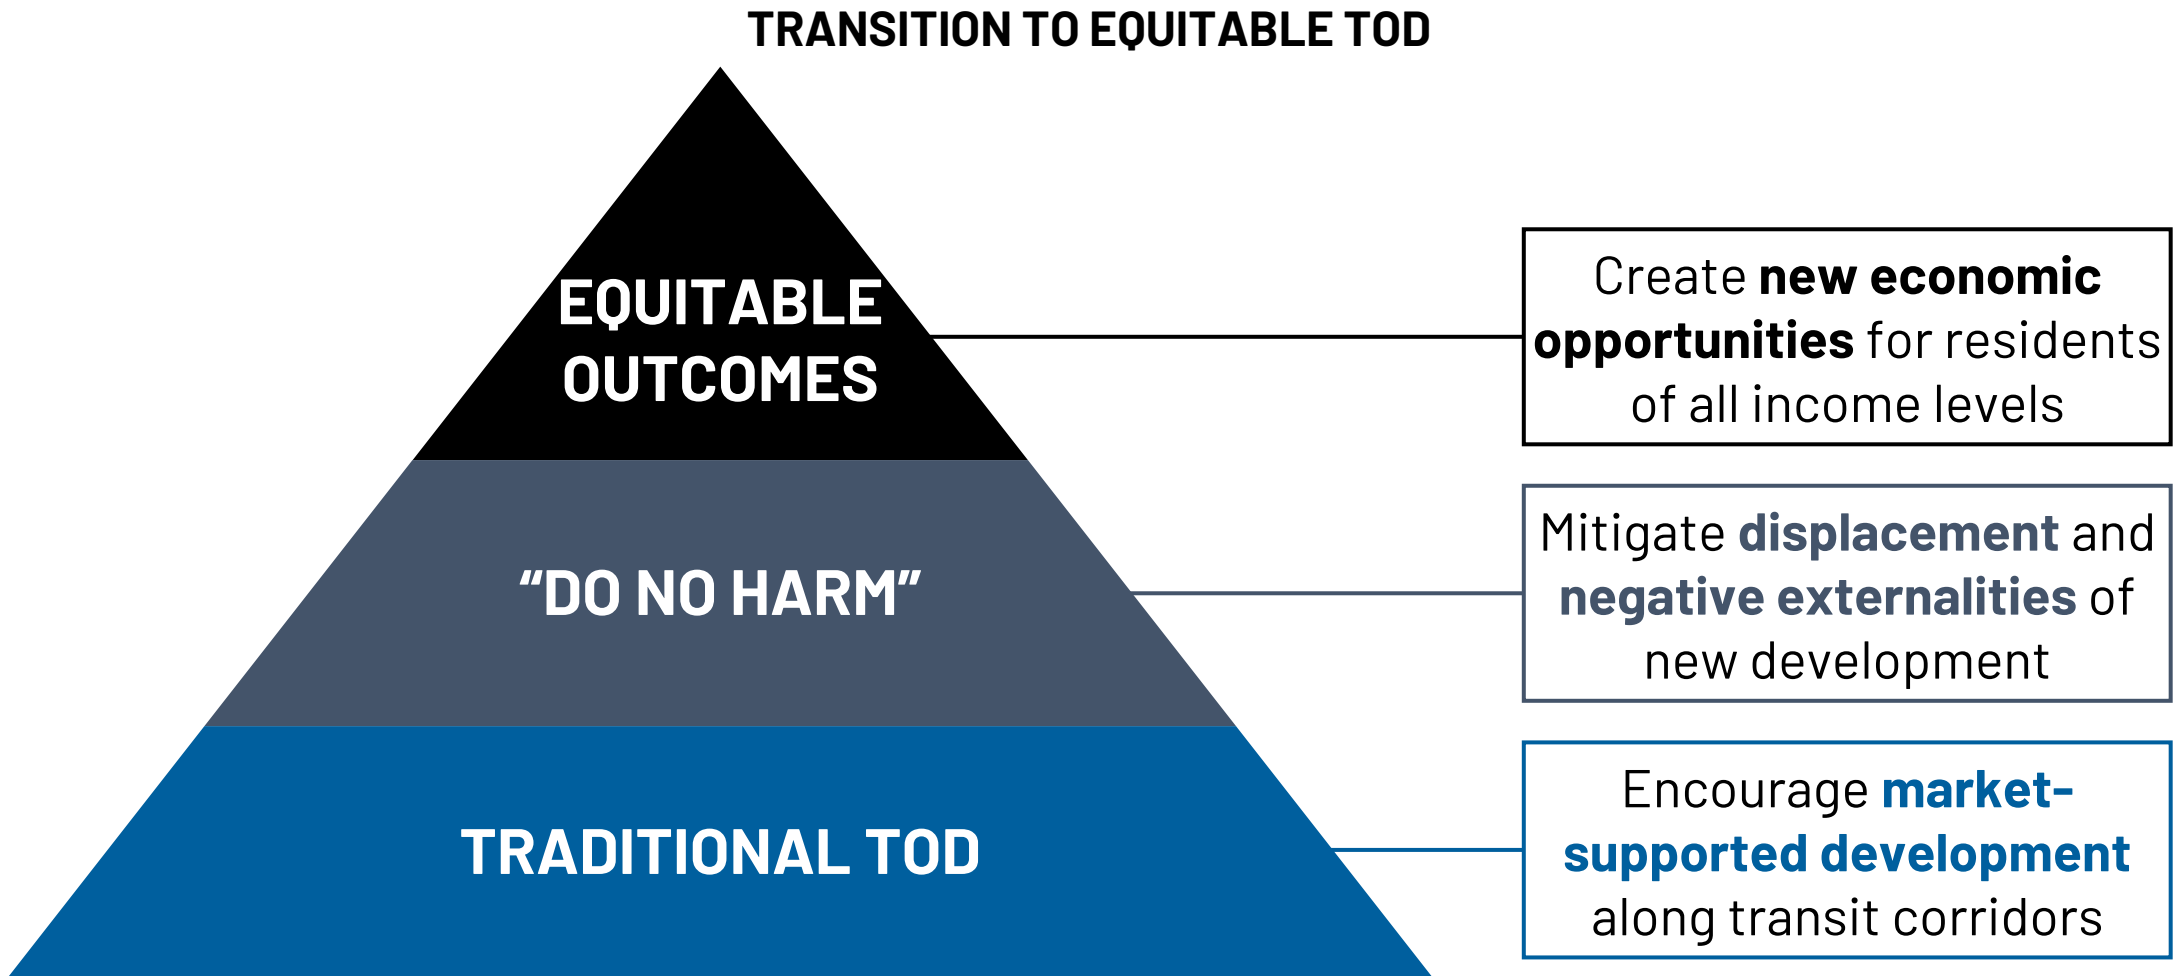 TRANSITION TO EQUITABLE TOD
EQUITABLE
OUTCOMES
Create new economic
opportunities for residents
of all income levels
“DO NO HARM”
Mitigate displacement and
negative externalities of
new development
TRADITIONAL TOD
Encourage market-
supported development
along transit corridors